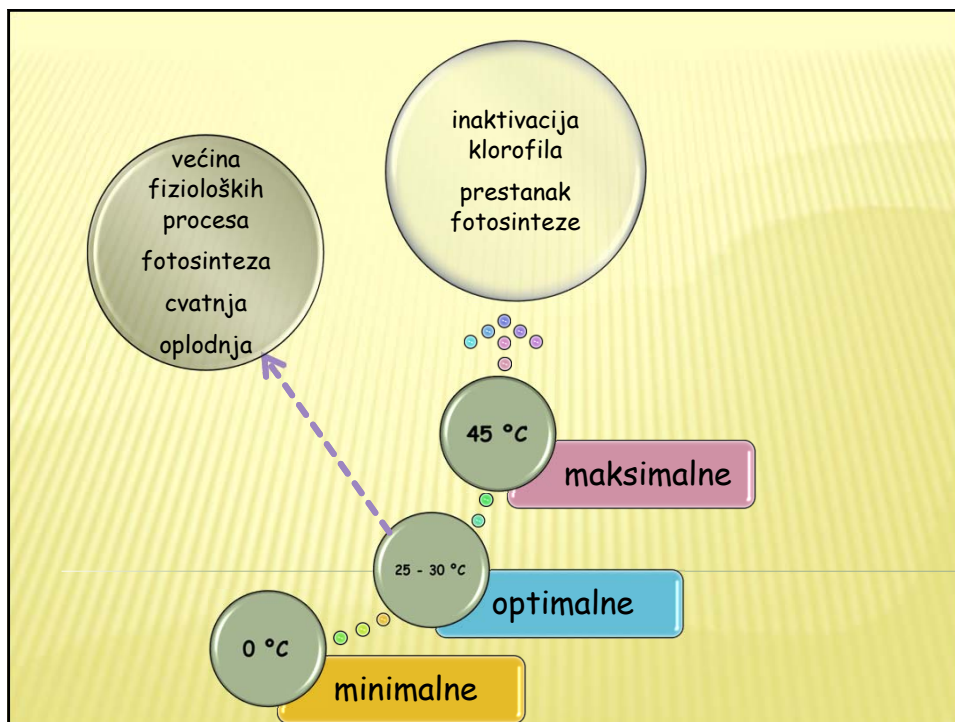 većina
fizioloških
procesa
fotosinteza
cvatnja
oplodnja
inaktivacija
klorofila
prestanak
fotosinteze
45 °C
maksimalne
25 - 30 °C
optimalne
0 °C
minimalne